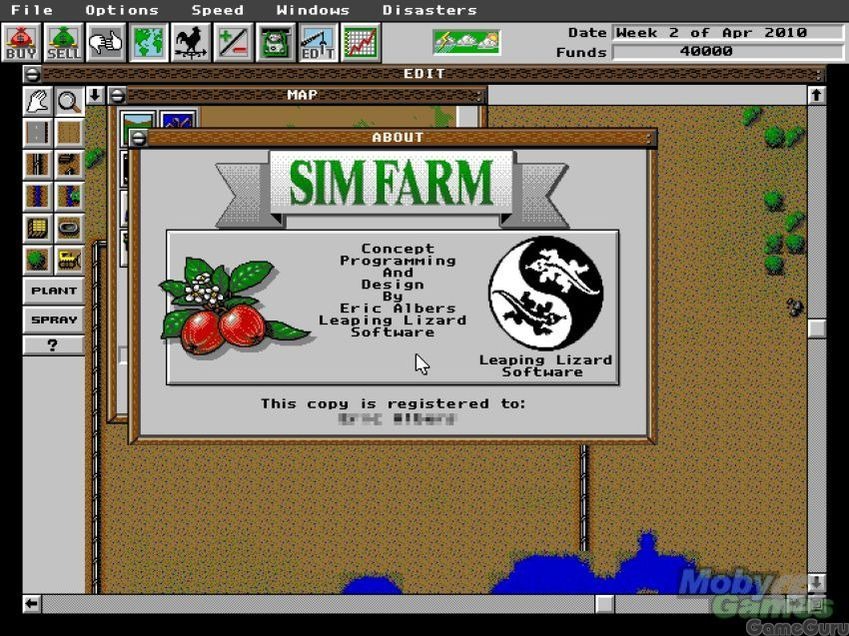 File Options Speed Windows Disasters
BUY SELL EDIT
Date Week 2 of Apr 2010
Funds 40000
EDIT
MAP
ABOUT
SIM FARM
Concept
Programming
And
Design
By
Eric Albers
Leaping Lizard
Software
Leaping Lizard
Software
This copy is registered to:
PLANT
SPRAY
?
Moby
Games
GameGuru